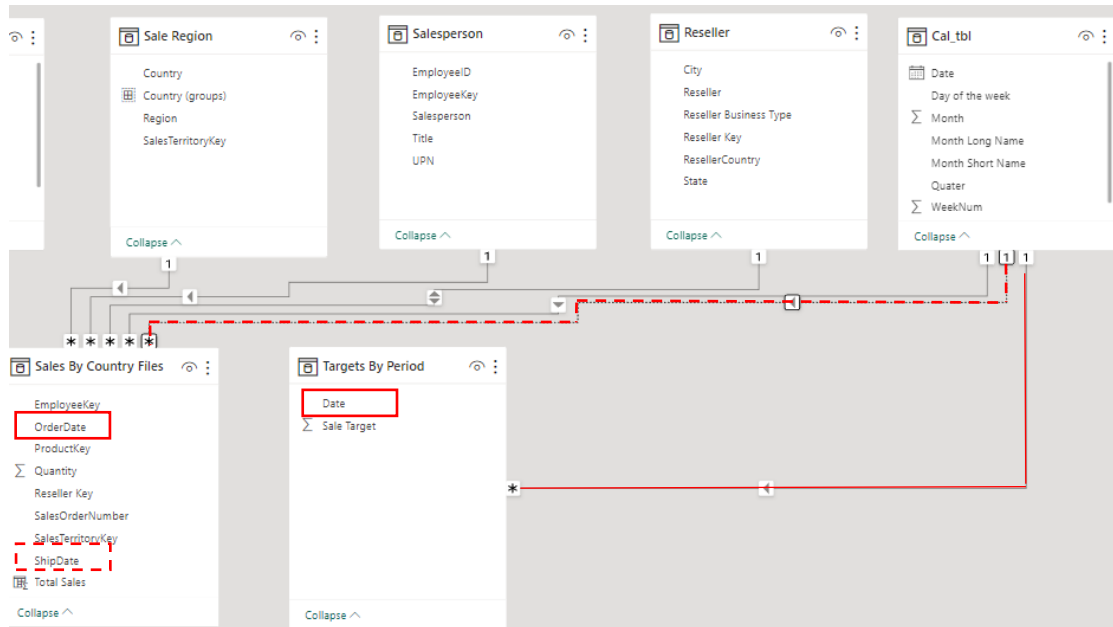 Sale Region
Country
Country (groups)
Region
SalesTerritoryKey
Collapse
1
Salesperson
EmployeeID
EmployeeKey
Salesperson
Title
UPN
Collapse
1
Reseller
City
Reseller
Reseller Business Type
Reseller Key
ResellerCountry
State
Collapse
1
Cal_tbl
Date
Day of the week
Σ Month
Month Long Name
Month Short Name
Quater
Σ WeekNum
Collapse
1 1 1
* * * * *
Sales By Country Files
EmployeeKey
OrderDate
ProductKey
Σ Quantity
Reseller Key
SalesOrderNumber
SalesTerritoryKey
ShipDate
Total Sales
Collapse
Targets By Period
Date
Σ Sale Target
Collapse
*